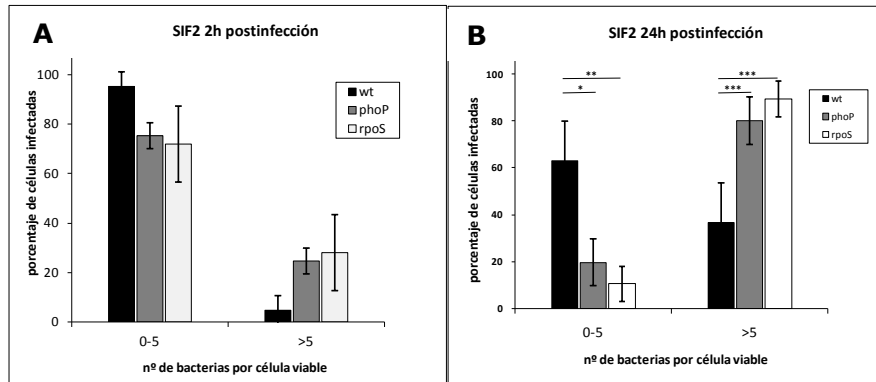 A
SIF2 2h postinfección
porcentaje de células infectadas
100
80
60
40
20
0
wt
phoP
rpoS
0-5
>5
nº de bacterias por célula viable
B
SIF2 24h postinfección
porcentaje de células infectadas
100
80
60
40
20
0
**
*
***
***
wt
phoP
rpoS
0-5
>5
nº de bacterias por célula viable